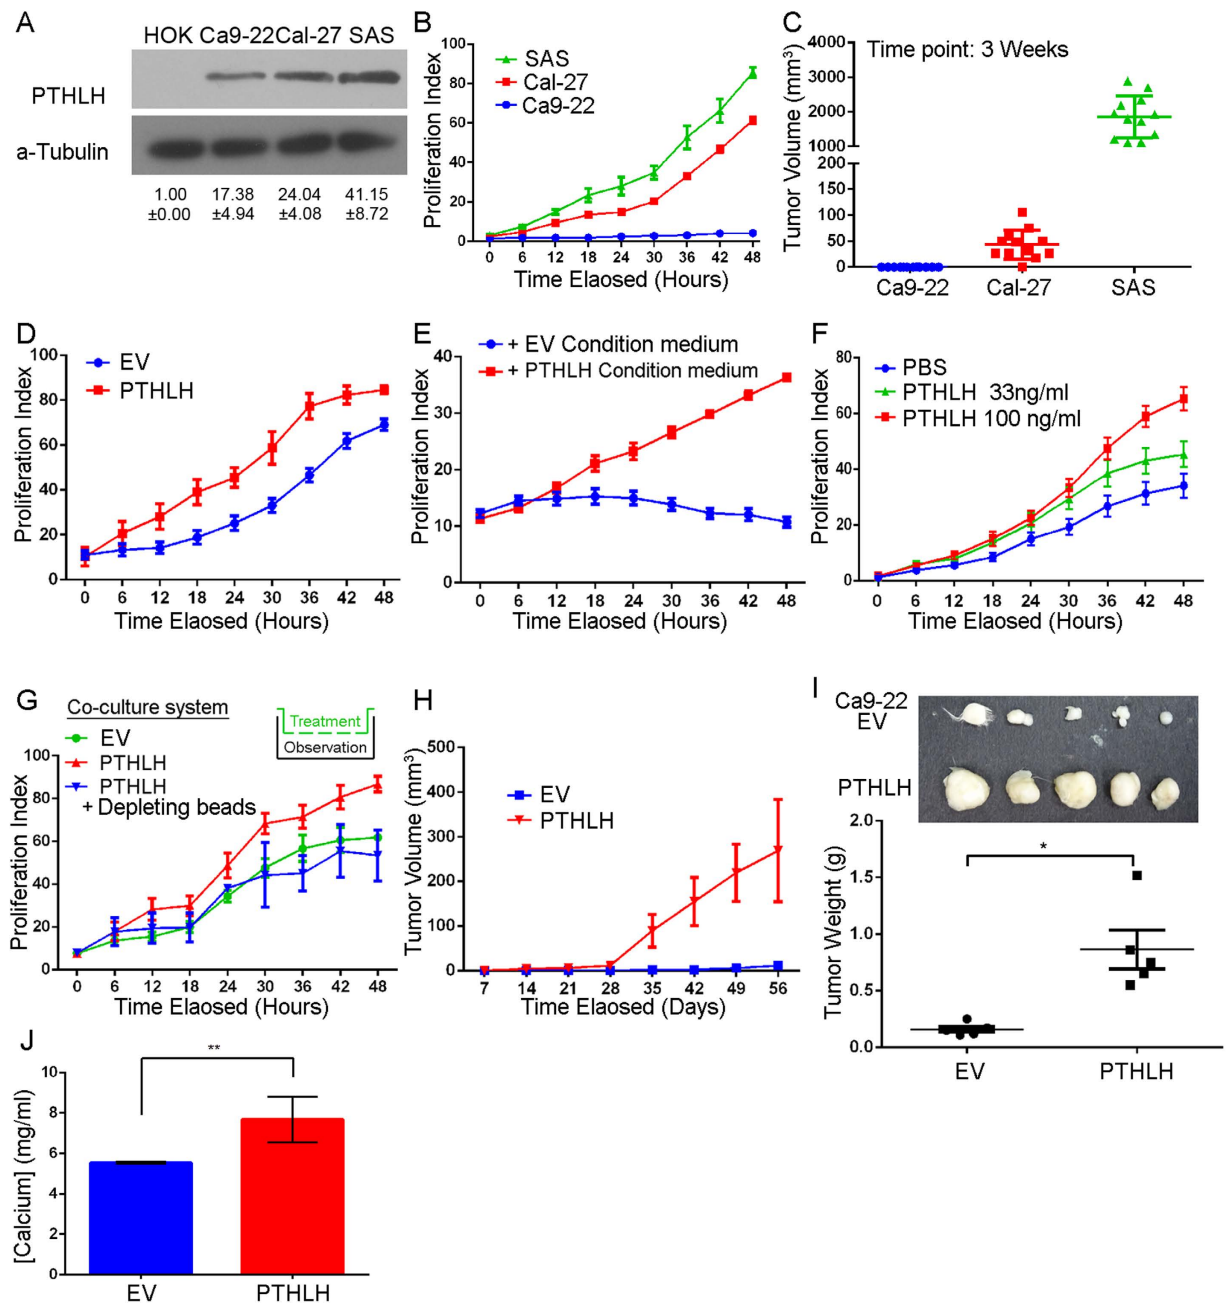 A
HOK Ca9-22 Cal-27 SAS
PTHLH
a-Tubulin
1.00 17.38 24.04 41.15
±0.00 ±4.94 ±4.08 ±8.72
B
Proliferation Index
100
80
60
40
20
0
SAS
Cal-27
Ca9-22
0 6 12 18 24 30 36 42 48
Time Elaosed (Hours)
C
Tumor Volume (mm³)
Time point: 3 Weeks
4000
3000
2000
1000
200
100
50
0
Ca9-22 Cal-27 SAS
D
Proliferation Index
100
80
60
40
20
0
EV
PTHLH
0 6 12 18 24 30 36 42 48
Time Elaosed (Hours)
E
Proliferation Index
40
30
20
10
0
+ EV Condition medium
+ PTHLH Condition medium
0 6 12 18 24 30 36 42 48
Time Elaosed (Hours)
F
Proliferation Index
80
60
40
20
0
PBS
PTHLH 33ng/ml
PTHLH 100 ng/ml
0 6 12 18 24 30 36 42 48
Time Elaosed (Hours)
G
Co-culture system
EV
PTHLH
PTHLH
+ Depleting beads
Treatment
Observation
Proliferation Index
100
80
60
40
20
0
0 6 12 18 24 30 36 42 48
Time Elaosed (Hours)
H
Tumor Volume (mm³)
500
400
300
200
100
0
EV
PTHLH
7 14 21 28 35 42 49 56
Time Elaosed (Days)
I
Ca9-22
EV
PTHLH
Tumor Weight (g)
2.0
1.5
1.0
0.5
0.0
*
EV PTHLH
J
[Calcium] (mg/ml)
10
8
6
4
2
0
**
EV PTHLH